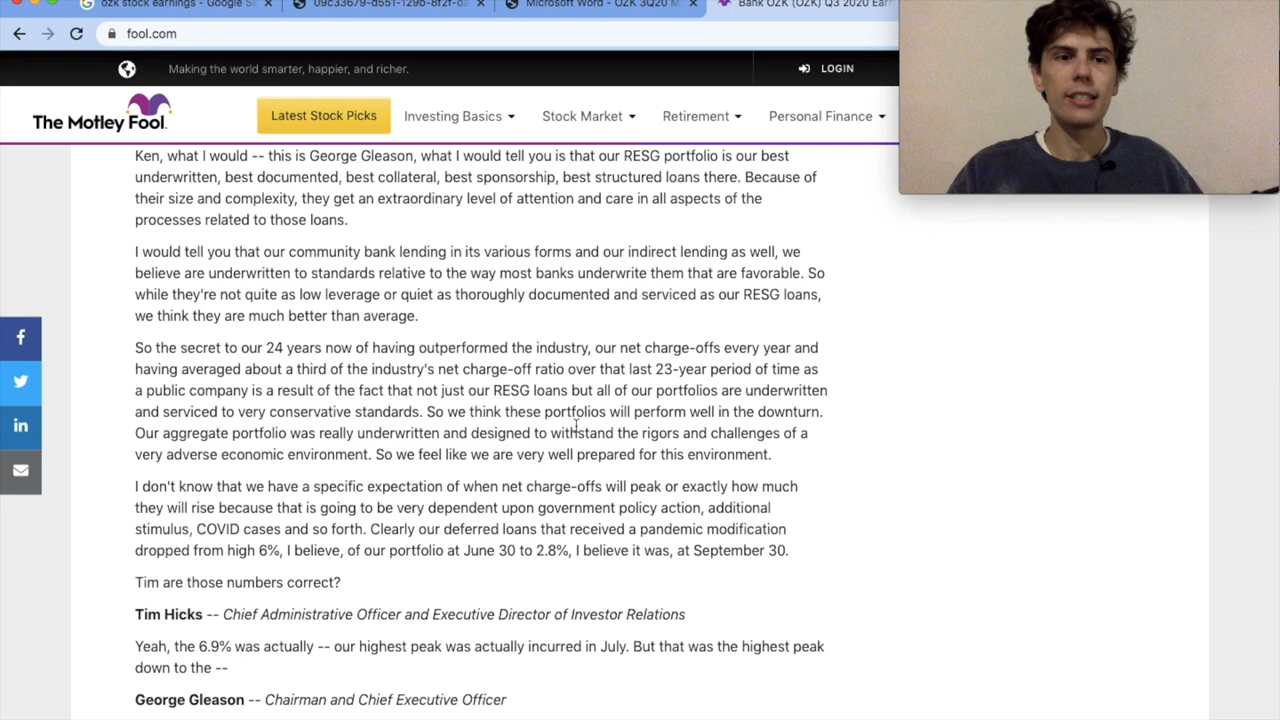 ozk stock earnings - Google S
09c33679-d551-129b-8f2f-d
Microsoft Word - OZK 3Q20 M
Bank OZK (OZK) Q3 2020 Earn
fool.com
Making the world smarter, happier, and richer.
LOGIN
The Motley Fool.
Latest Stock Picks
Investing Basics
Stock Market
Retirement
Personal Finance
Ken, what I would -- this is George Gleason, what I would tell you is that our RESG portfolio is our best
underwritten, best documented, best collateral, best sponsorship, best structured loans there. Because of
their size and complexity, they get an extraordinary level of attention and care in all aspects of the
processes related to those loans.
I would tell you that our community bank lending in its various forms and our indirect lending as well, we
believe are underwritten to standards relative to the way most banks underwrite them that are favorable. So
while they're not quite as low leverage or quiet as thoroughly documented and serviced as our RESG loans,
we think they are much better than average.
So the secret to our 24 years now of having outperformed the industry, our net charge-offs every year and
having averaged about a third of the industry's net charge-off ratio over that last 23-year period of time as
a public company is a result of the fact that not just our RESG loans but all of our portfolios are underwritten
and serviced to very conservative standards. So we think these portfolios will perform well in the downturn.
Our aggregate portfolio was really underwritten and designed to withstand the rigors and challenges of a
very adverse economic environment. So we feel like we are very well prepared for this environment.
I don't know that we have a specific expectation of when net charge-offs will peak or exactly how much
they will rise because that is going to be very dependent upon government policy action, additional
stimulus, COVID cases and so forth. Clearly our deferred loans that received a pandemic modification
dropped from high 6%, I believe, of our portfolio at June 30 to 2.8%, I believe it was, at September 30.
Tim are those numbers correct?
Tim Hicks -- Chief Administrative Officer and Executive Director of Investor Relations
Yeah, the 6.9% was actually -- our highest peak was actually incurred in July. But that was the highest peak
down to the --
George Gleason -- Chairman and Chief Executive Officer